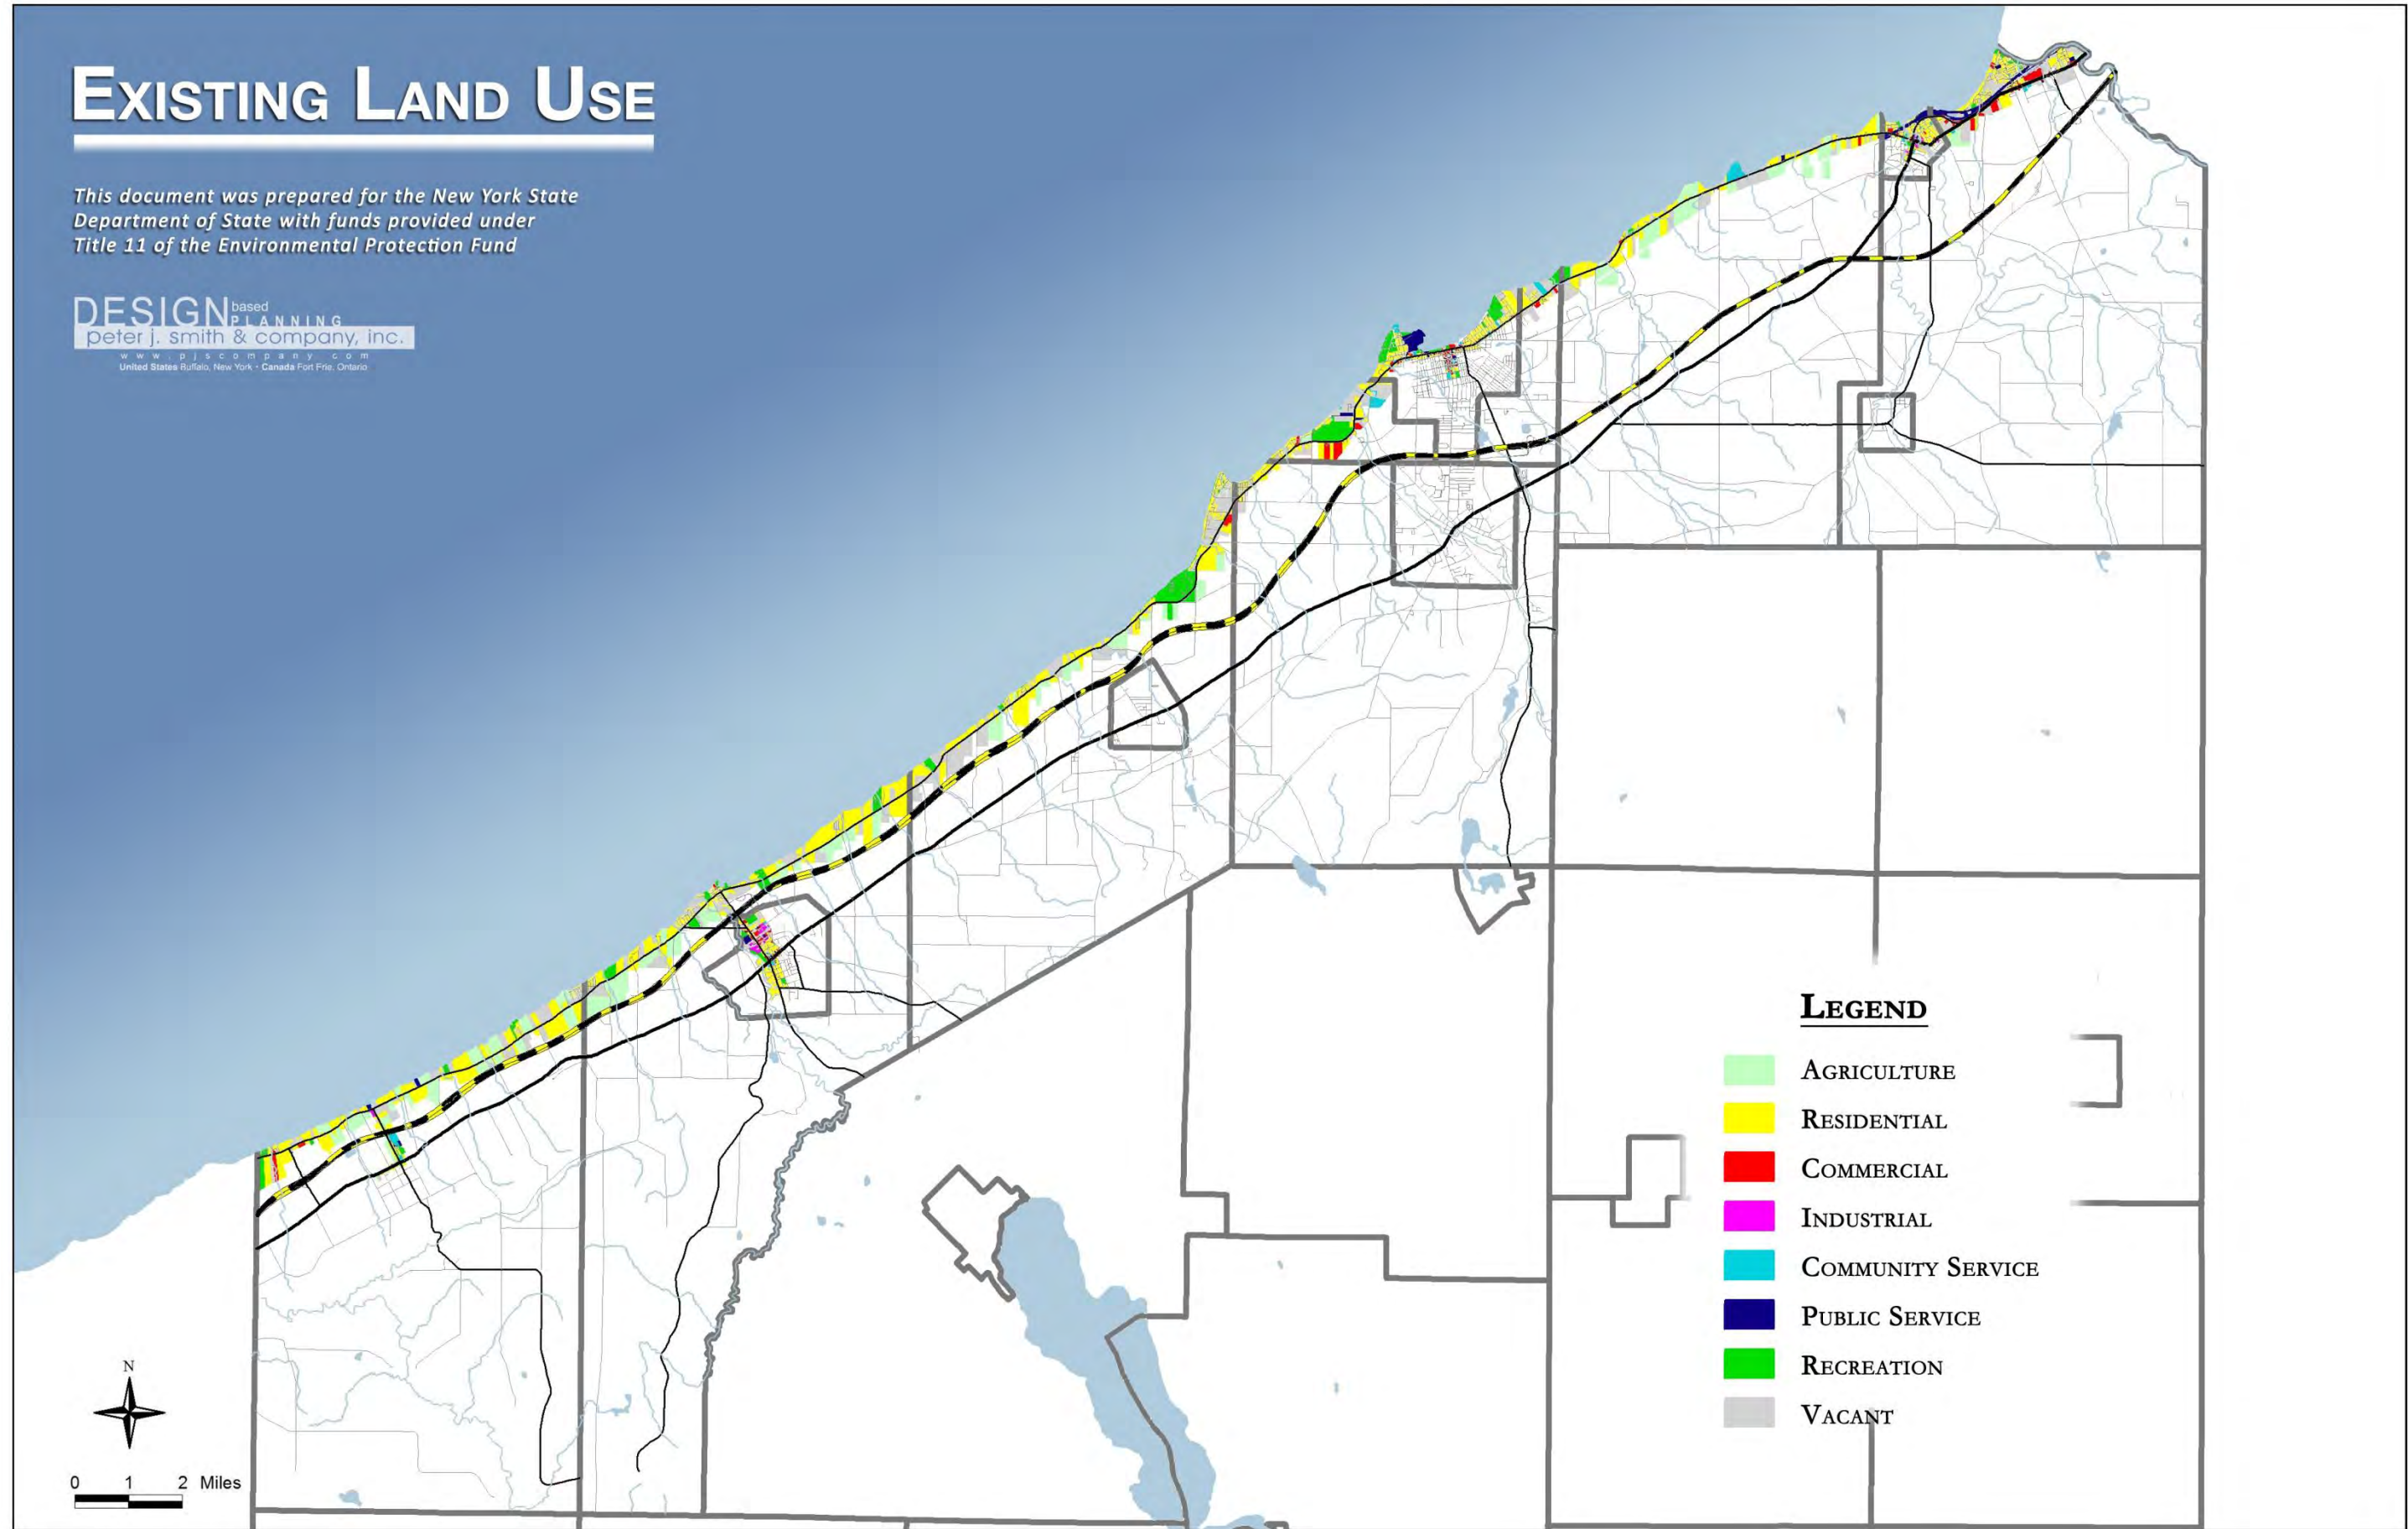 EXISTING LAND USE
This document was prepared for the New York State
Department of State with funds provided under
Title 11 of the Environmental Protection Fund
DESIGN based PLANNING
peter j. smith & company, inc.
www.pjscompany.com
United States Buffalo, New York • Canada Fort Erie, Ontario
LEGEND
AGRICULTURE
RESIDENTIAL
COMMERCIAL
INDUSTRIAL
COMMUNITY SERVICE
PUBLIC SERVICE
RECREATION
VACANT
N
0 1 2 Miles